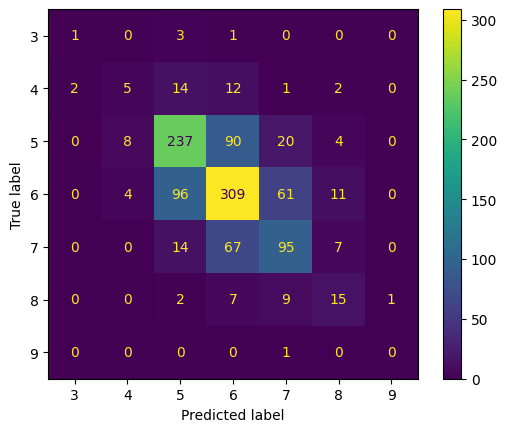 3 1 0 3 1 0 0 0
4 2 5 14 12 1 2 0
5 0 8 237 90 20 4 0
6 0 4 96 309 61 11 0
7 0 0 14 67 95 7 0
8 0 0 2 7 9 15 1
9 0 0 0 0 1 0 0
3 4 5 6 7 8 9
Predicted label
True label
300
250
200
150
100
50
0